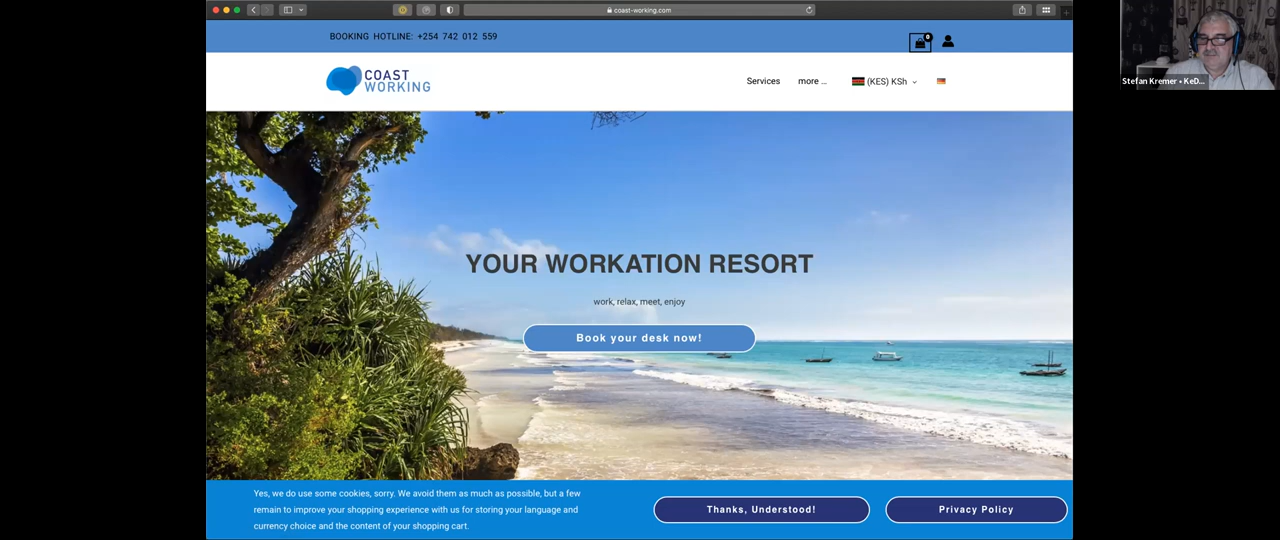 coast-working.com
BOOKING HOTLINE: +254 742 012 559
0
COAST
WORKING
Services more ... (KES) KSh
Stefan Kremer • KeD...
YOUR WORKATION RESORT
work, relax, meet, enjoy
Book your desk now!
Yes, we do use some cookies, sorry. We avoid them as much as possible, but a few
remain to improve your shopping experience with us for storing your language and
currency choice and the content of your shopping cart.
Thanks, Understood!
Privacy Policy